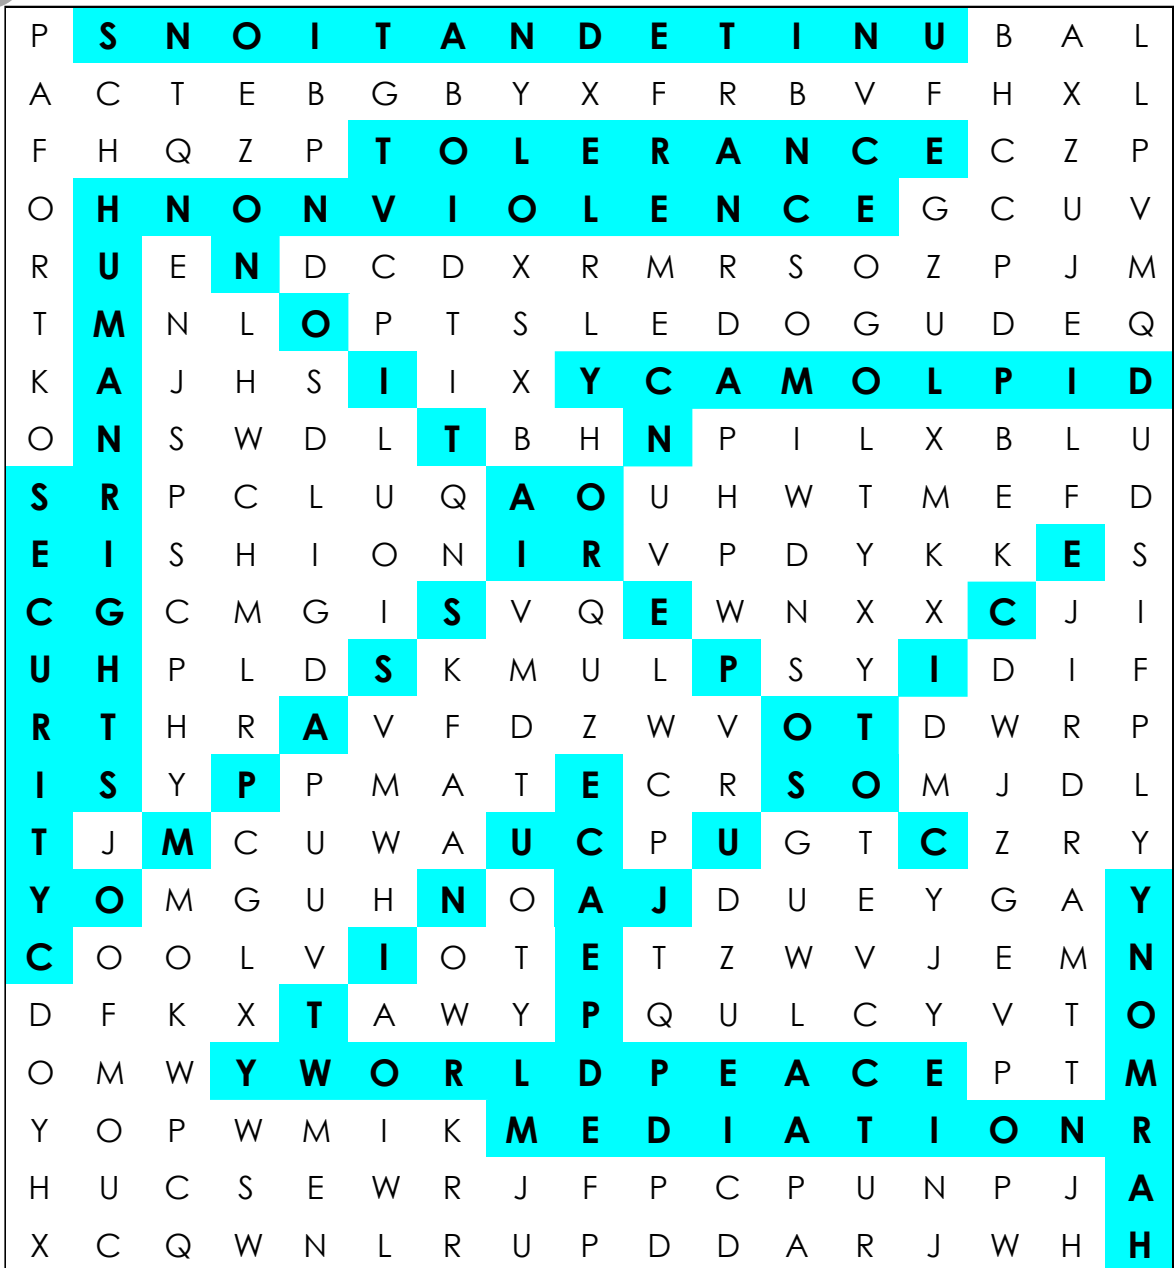 P S N O I T A N D E T I N U B A L
A C T E B G B Y X F R B V F H X L
F H Q Z P T O L E R A N C E C Z P
O H N O N V I O L E N C E G C U V
R U E N D C D X R M R S O Z P J M
T M N L O P T S L E D O G U D E Q
K A J H S I I X Y C A M O L P I D
O N S W D L T B H N P I L X B L U
S R P C L U Q A O U H W T M E F D
E I S H I O N I R V P D Y K K E S
C G C M G I S V Q E W N X X C J I
U H P L D S K M U L P S Y I D I F
R T H R A V F D Z W V O T D W R P
I S Y P P M A T E C R S O M J D L
T J M C U W A U C P U G T C Z R Y
Y O M G U H N O A J D U E Y G A Y
C O O L V I O T E T Z W V J E M N
D F K X T A W Y P Q U L C Y V T O
O M W Y W O R L D P E A C E P T M
Y O P W M I K M E D I A T I O N R
H U C S E W R J F P C P U N P J A
X C Q W N L R U P D D A R J W H H